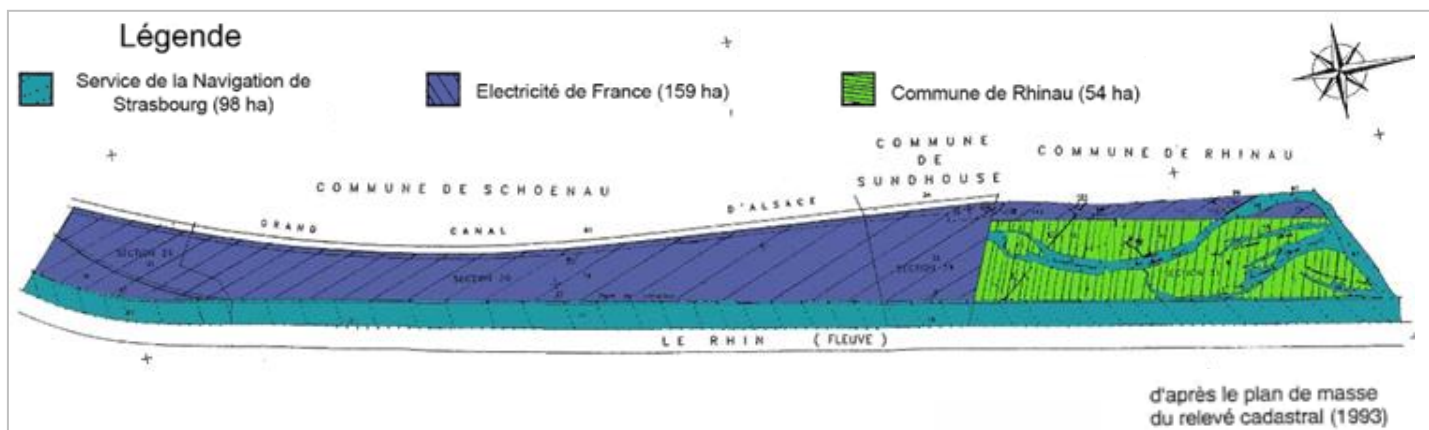 Légende
Service de la Navigation de
Strasbourg (98 ha)
Electricité de France (159 ha)
Commune de Rhinau (54 ha)
COMMUNE
DE
SUNDHOUSE
COMMUNE DE RHINAU
COMMUNE DE SCHOENAU
GRAND CANAL D'ALSACE
SECTION 20
LE RHIN (FLEUVE)
d'après le plan de masse
du relevé cadastral (1993)